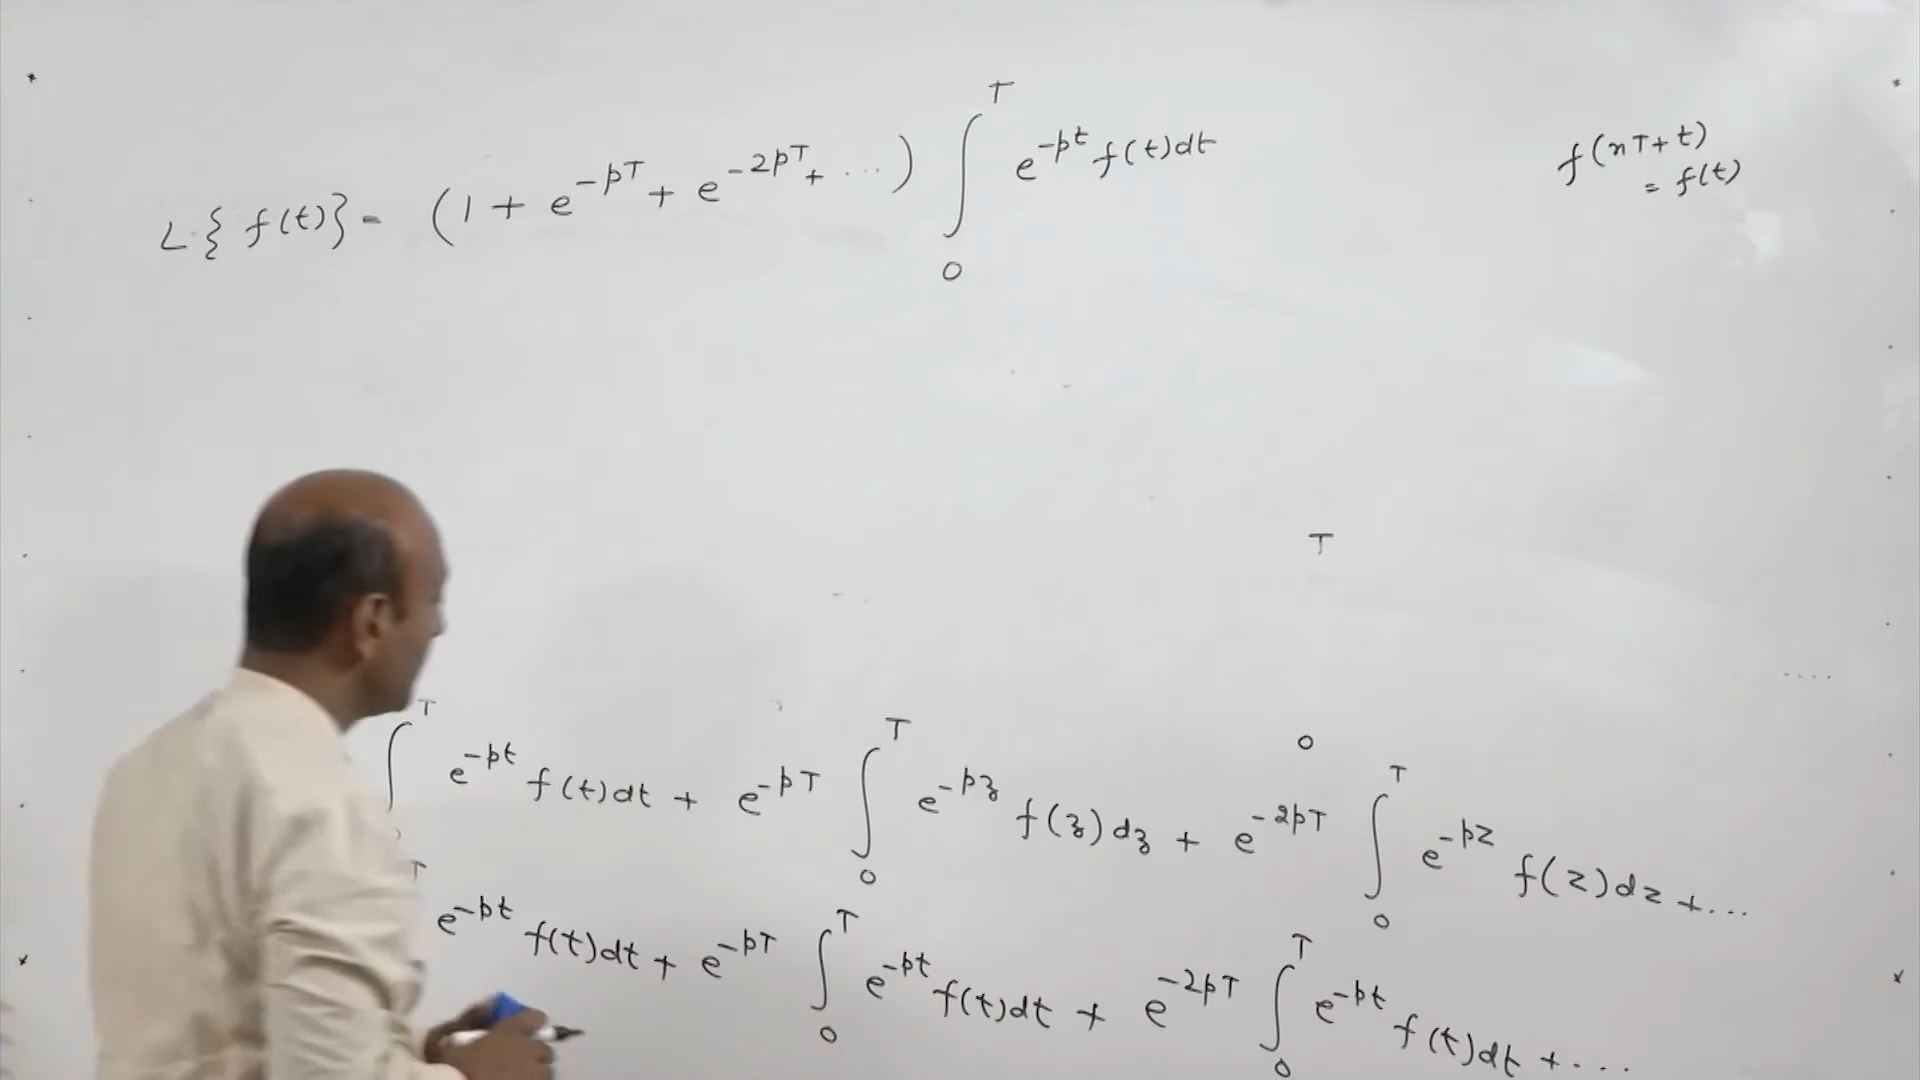 L{f(t)} = (1 + e^{-pT} + e^{-2pT} + ...) ∫_0^T e^{-pt} f(t)dt
f(nT+t)
= f(t)
T
0
....
∫^T e^{-pt} f(t)dt + e^{-pT} ∫_0^T e^{-pz} f(z)dz + e^{-2pT} ∫_0^T e^{-pz} f(z)dz + ...
T e^{-pt} f(t)dt + e^{-pT} ∫_0^T e^{-pt} f(t)dt + e^{-2pT} ∫_0^T e^{-pt} f(t)dt + ...